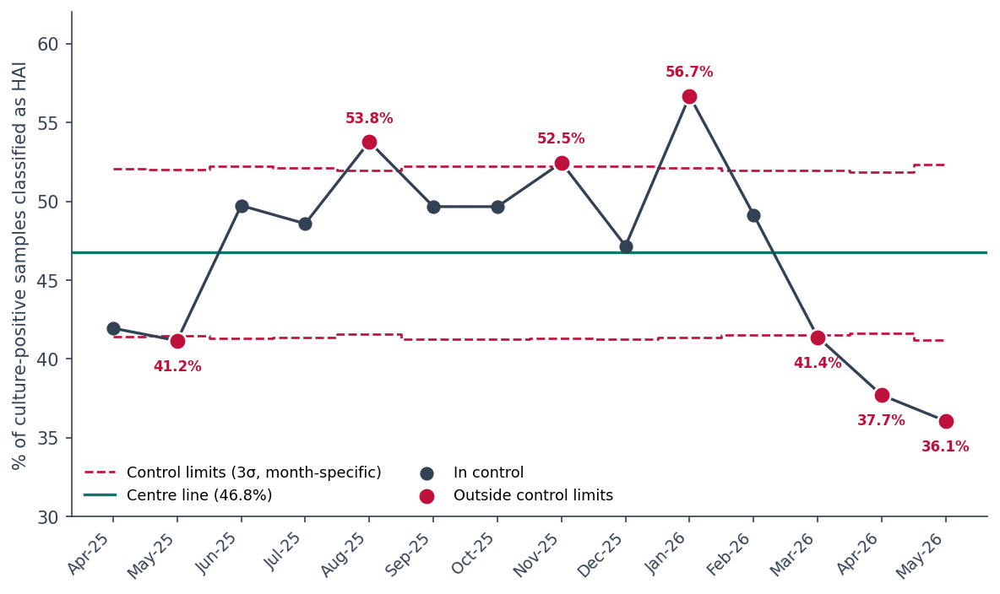 % of culture-positive samples classified as HAI
60
55
50
45
40
35
30
56.7%
53.8%
52.5%
41.2%
41.4%
37.7%
36.1%
Control limits (3σ, month-specific)
Centre line (46.8%)
In control
Outside control limits
Apr-25
May-25
Jun-25
Jul-25
Aug-25
Sep-25
Oct-25
Nov-25
Dec-25
Jan-26
Feb-26
Mar-26
Apr-26
May-26